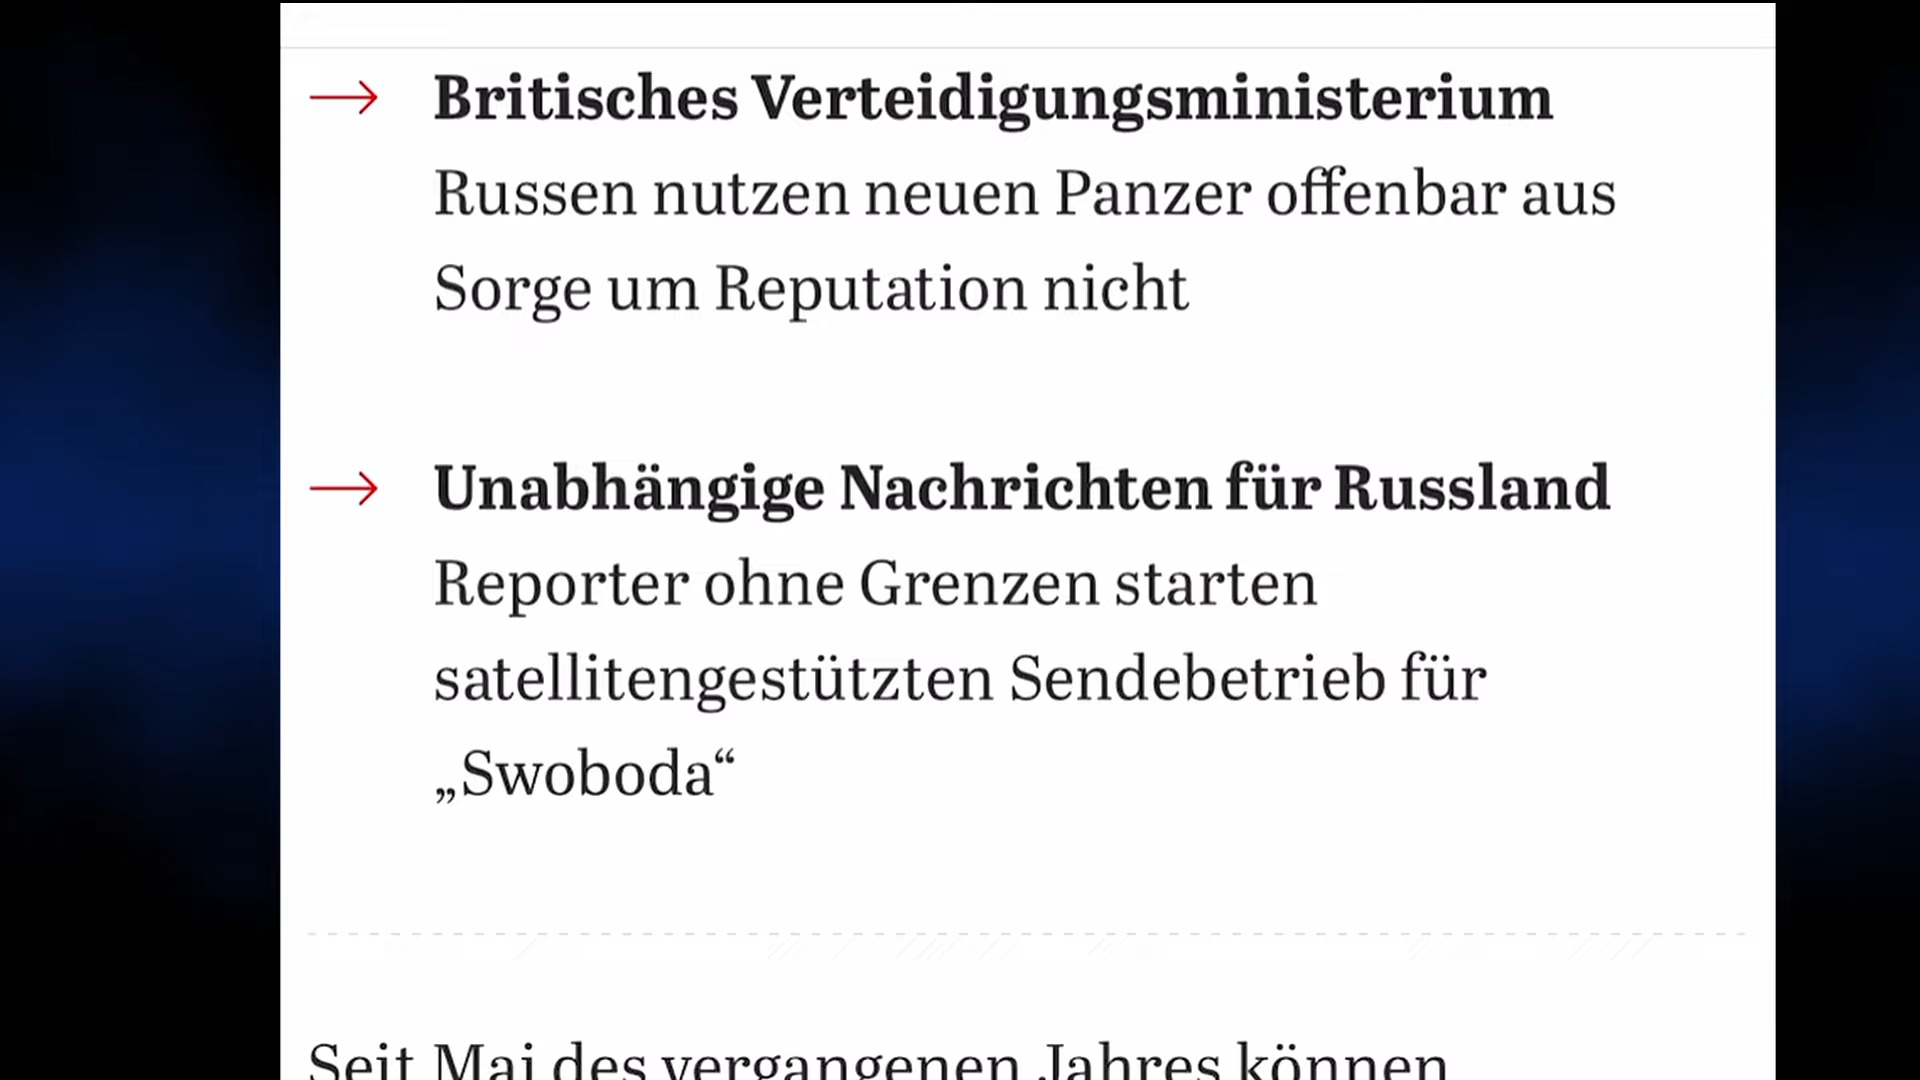 → Britisches Verteidigungsministerium
Russen nutzen neuen Panzer offenbar aus
Sorge um Reputation nicht
→ Unabhängige Nachrichten für Russland
Reporter ohne Grenzen starten
satellitengestützten Sendebetrieb für
„Swoboda“
Seit Mai des vergangenen Jahres können